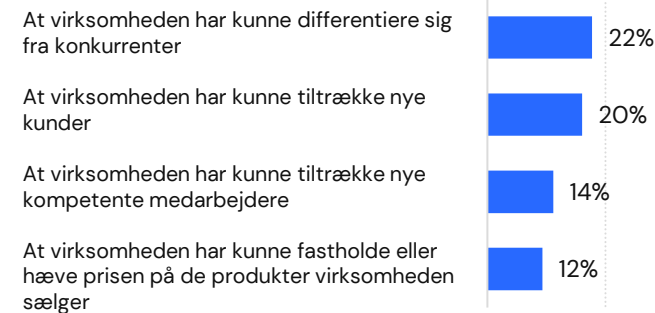 At virksomheden har kunne differentiere sig
fra konkurrenter
22%
At virksomheden har kunne tiltrække nye
kunder
20%
At virksomheden har kunne tiltrække nye
kompetente medarbejdere
14%
At virksomheden har kunne fastholde eller
hæve prisen på de produkter virksomheden
sælger
12%